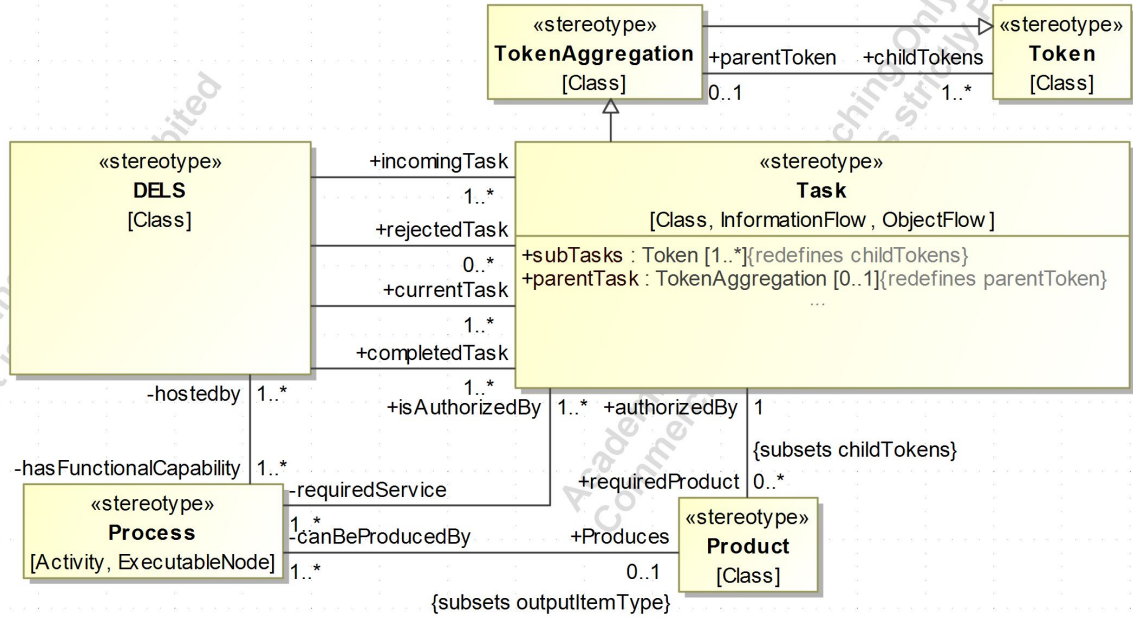 «stereotype»
TokenAggregation
[Class]
+parentToken
0..1
+childTokens
1..*
«stereotype»
Token
[Class]
«stereotype»
DELS
[Class]
+incomingTask
1..*
+rejectedTask
0..*
+currentTask
1..*
+completedTask
1..*
«stereotype»
Task
[Class, InformationFlow, ObjectFlow]
+subTasks : Token [1..*]{redefines childTokens}
+parentTask : TokenAggregation [0..1]{redefines parentToken}
...
-hostedby
1..*
+isAuthorizedBy
1..*
+authorizedBy
1
{subsets childTokens}
-hasFunctionalCapability
1..*
-requiredService
1..*
+requiredProduct
0..*
«stereotype»
Process
[Activity, ExecutableNode]
-canBeProducedBy
1..*
+Produces
0..1
{subsets outputItemType}
«stereotype»
Product
[Class]